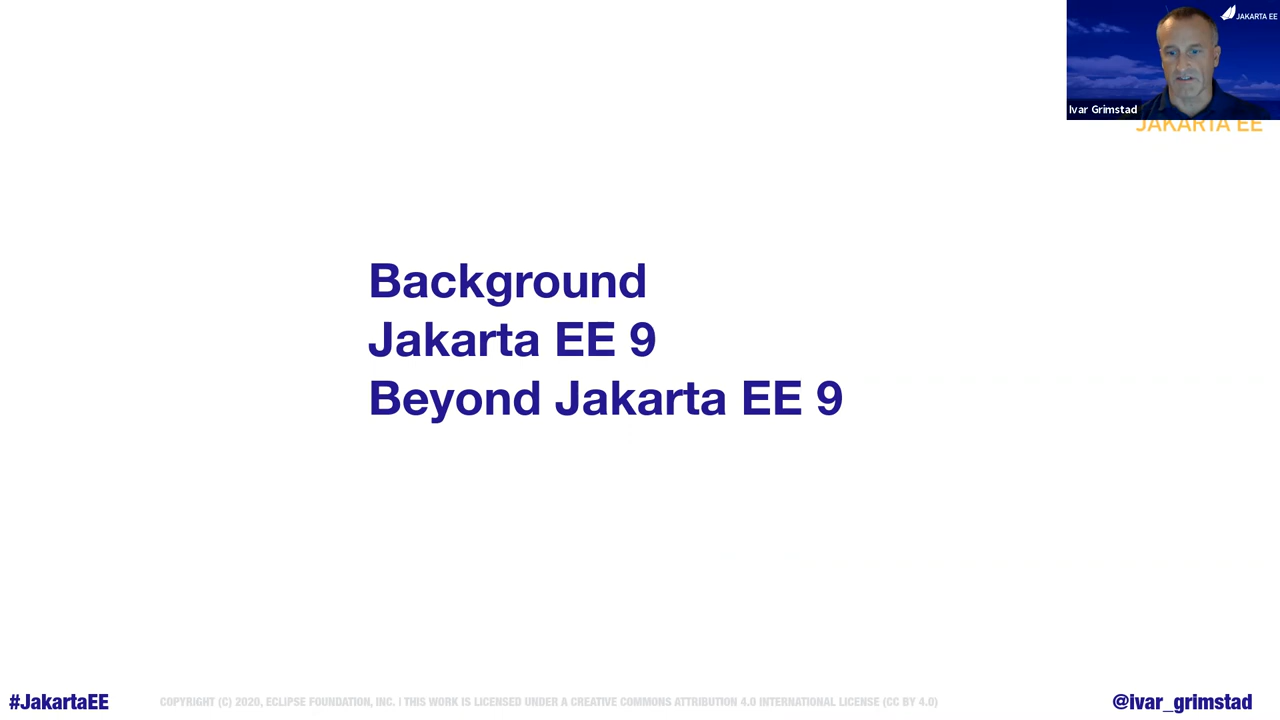 JAKARTA EE
Ivar Grimstad
JAKARTA EE
Background
Jakarta EE 9
Beyond Jakarta EE 9
#JakartaEE
COPYRIGHT (C) 2020, ECLIPSE FOUNDATION, INC. | THIS WORK IS LICENSED UNDER A CREATIVE COMMONS ATTRIBUTION 4.0 INTERNATIONAL LICENSE (CC BY 4.0)
@ivar_grimstad